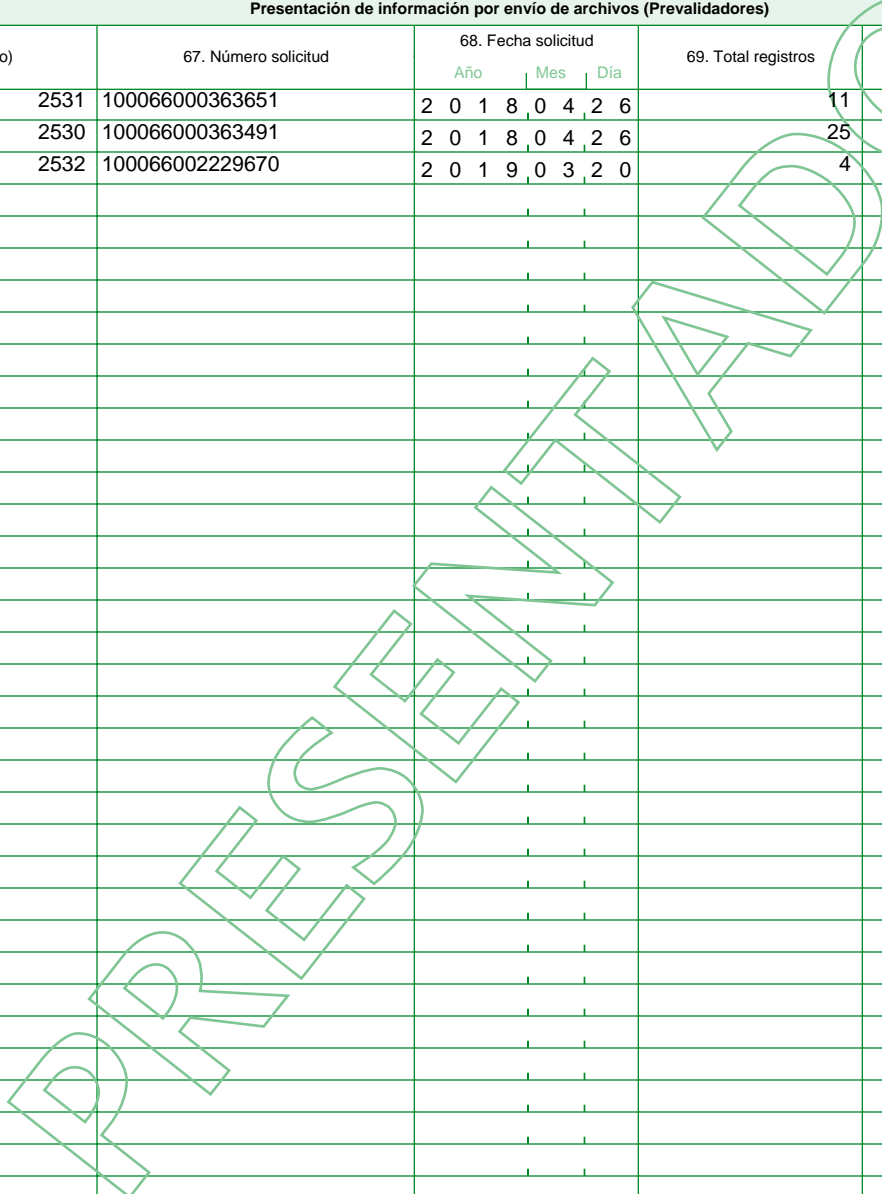 Presentación de información por envío de archivos (Prevalidadores)
o) 67. Número solicitud 68. Fecha solicitud 69. Total registros
Año Mes Día
2531 100066000363651 2 0 1 8 0 4 2 6 11
2530 100066000363491 2 0 1 8 0 4 2 6 25
2532 100066002229670 2 0 1 9 0 3 2 0 4
PRESENTADO